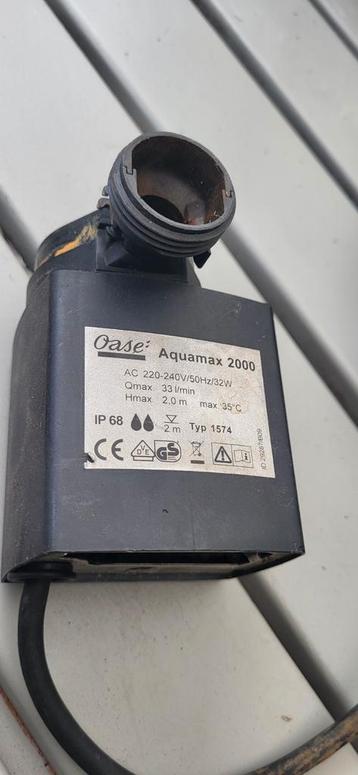 Oase: Aquamax 2000
AC 220-240V/50Hz/32W
Qmax 33 l/min
Hmax 2,0 m max 35°C
IP 68 2 m Typ 1574
CE VDE GS